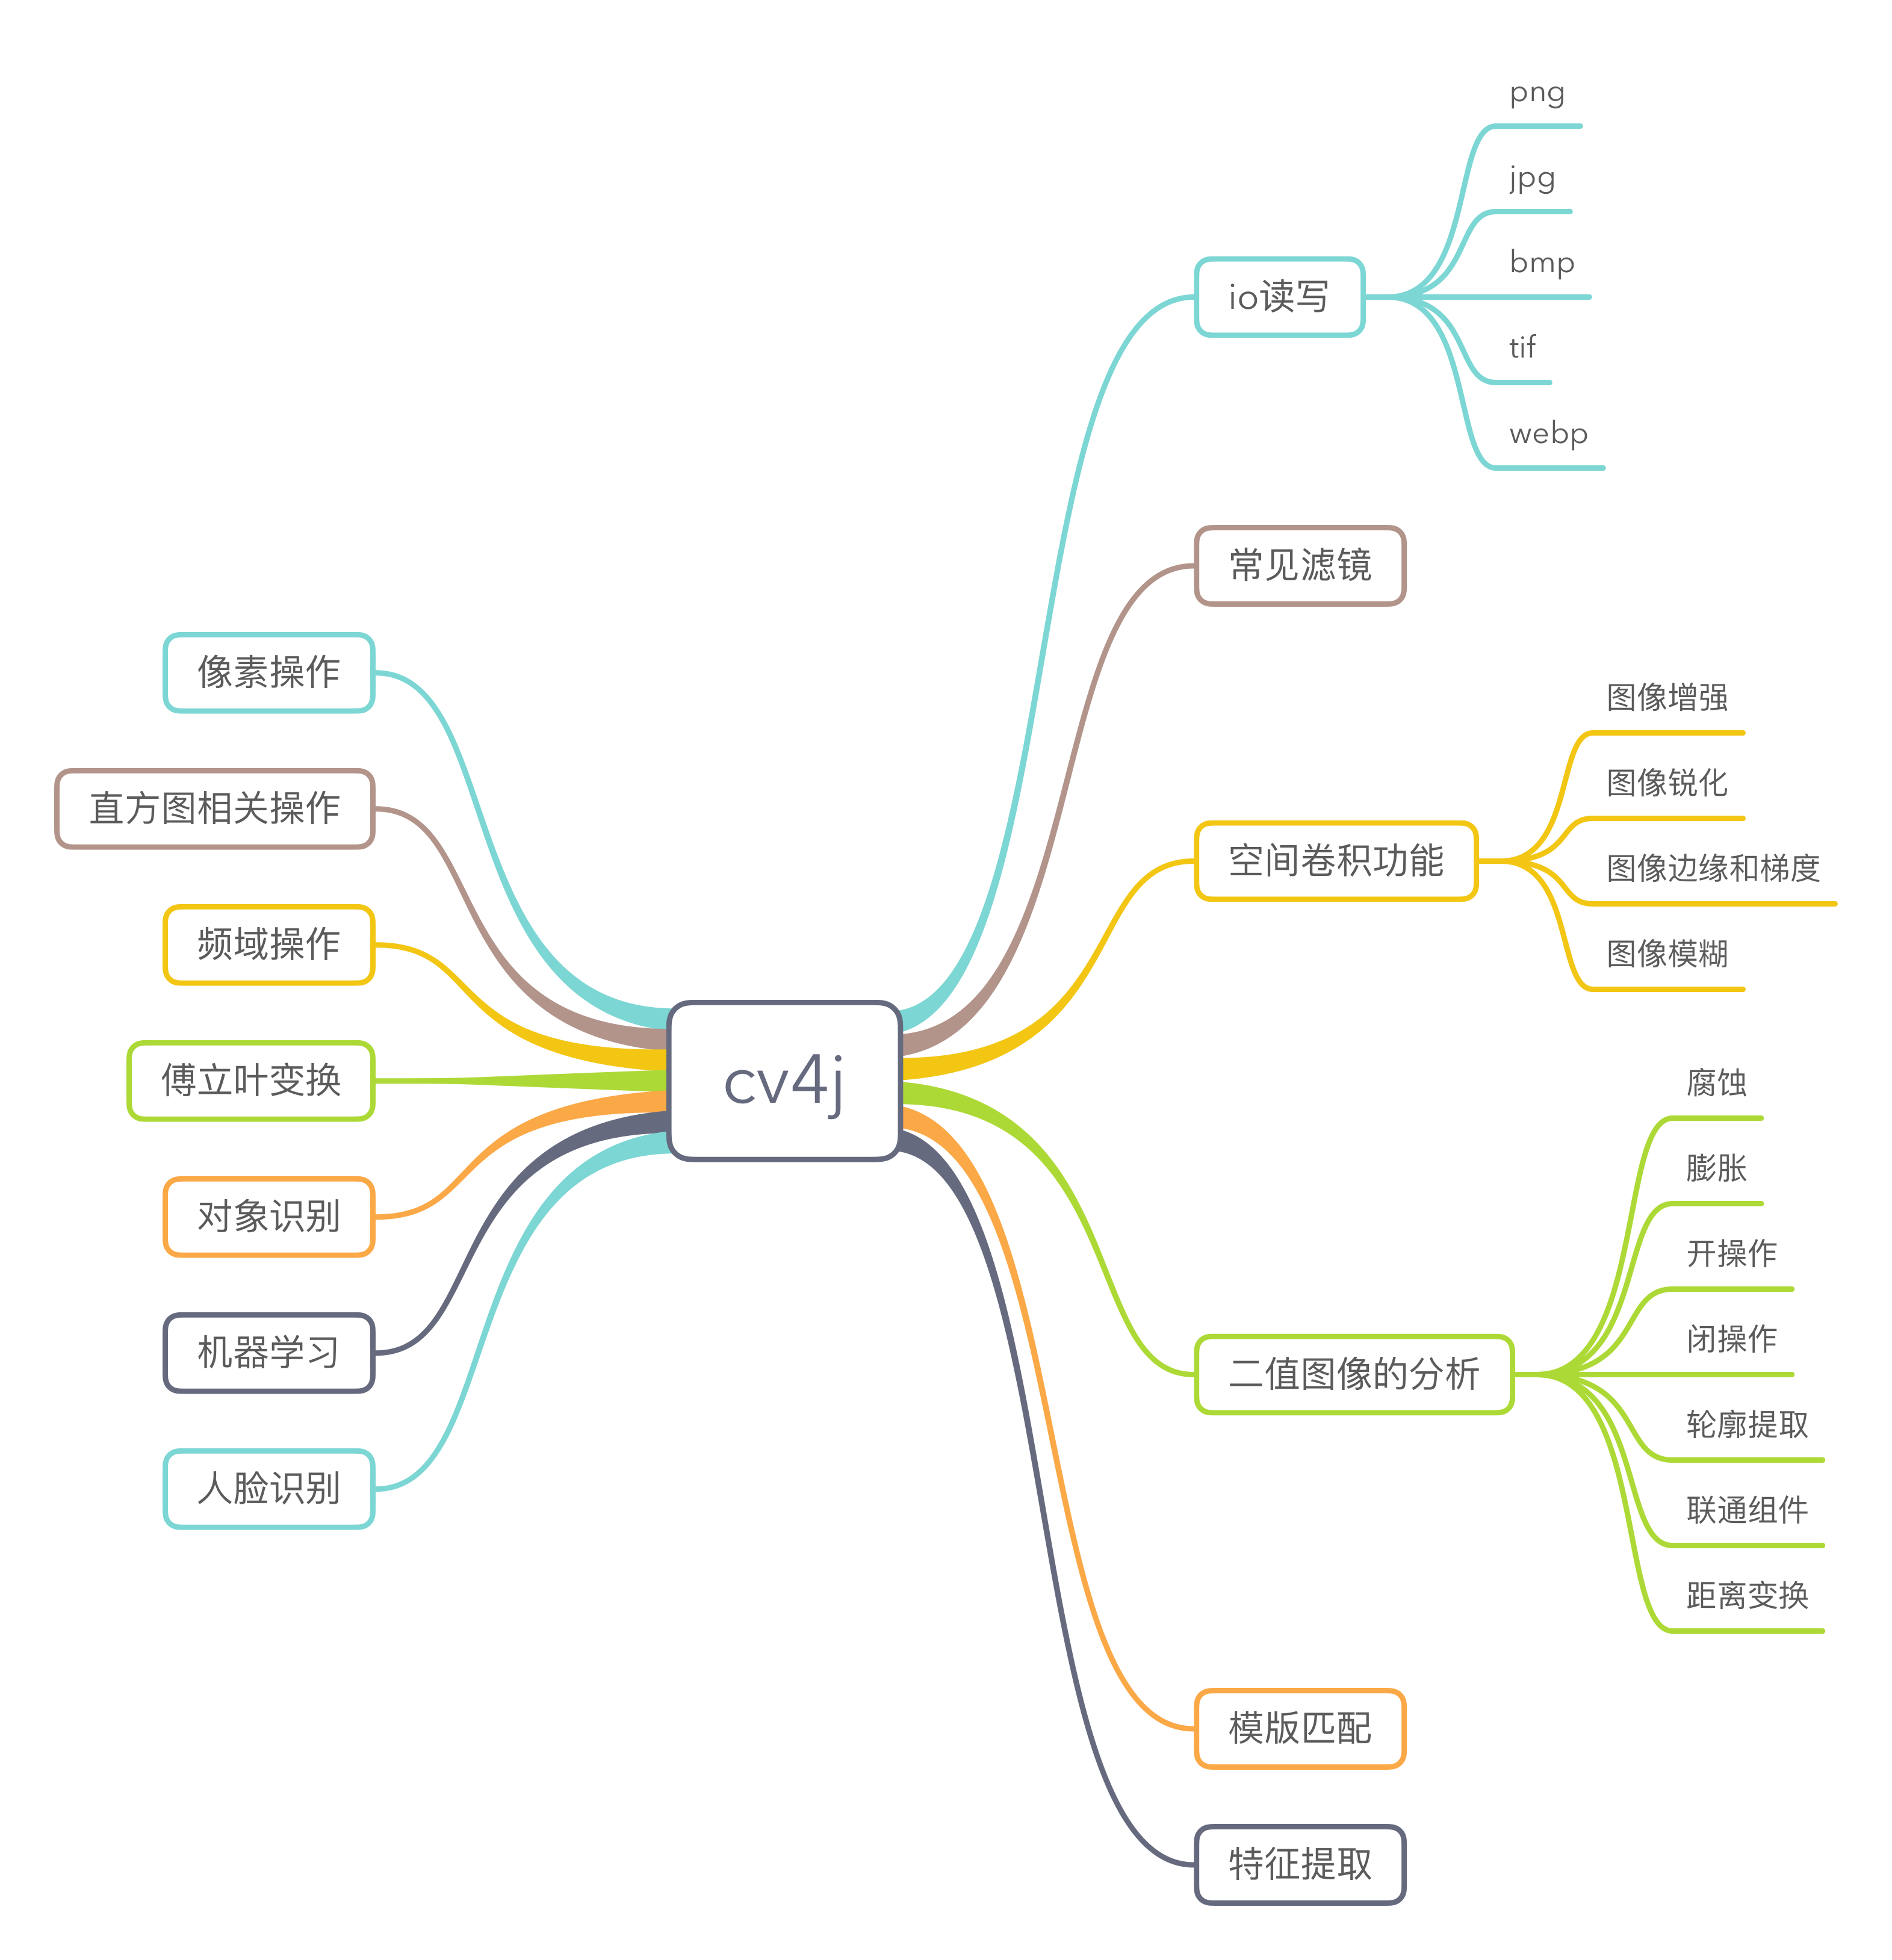 cv4j
io读写
png
jpg
bmp
tif
webp
常见滤镜
空间卷积功能
图像增强
图像锐化
图像边缘和梯度
图像模糊
二值图像的分析
腐蚀
膨胀
开操作
闭操作
轮廓提取
联通组件
距离变换
模版匹配
特征提取
像素操作
直方图相关操作
频域操作
傅立叶变换
对象识别
机器学习
人脸识别